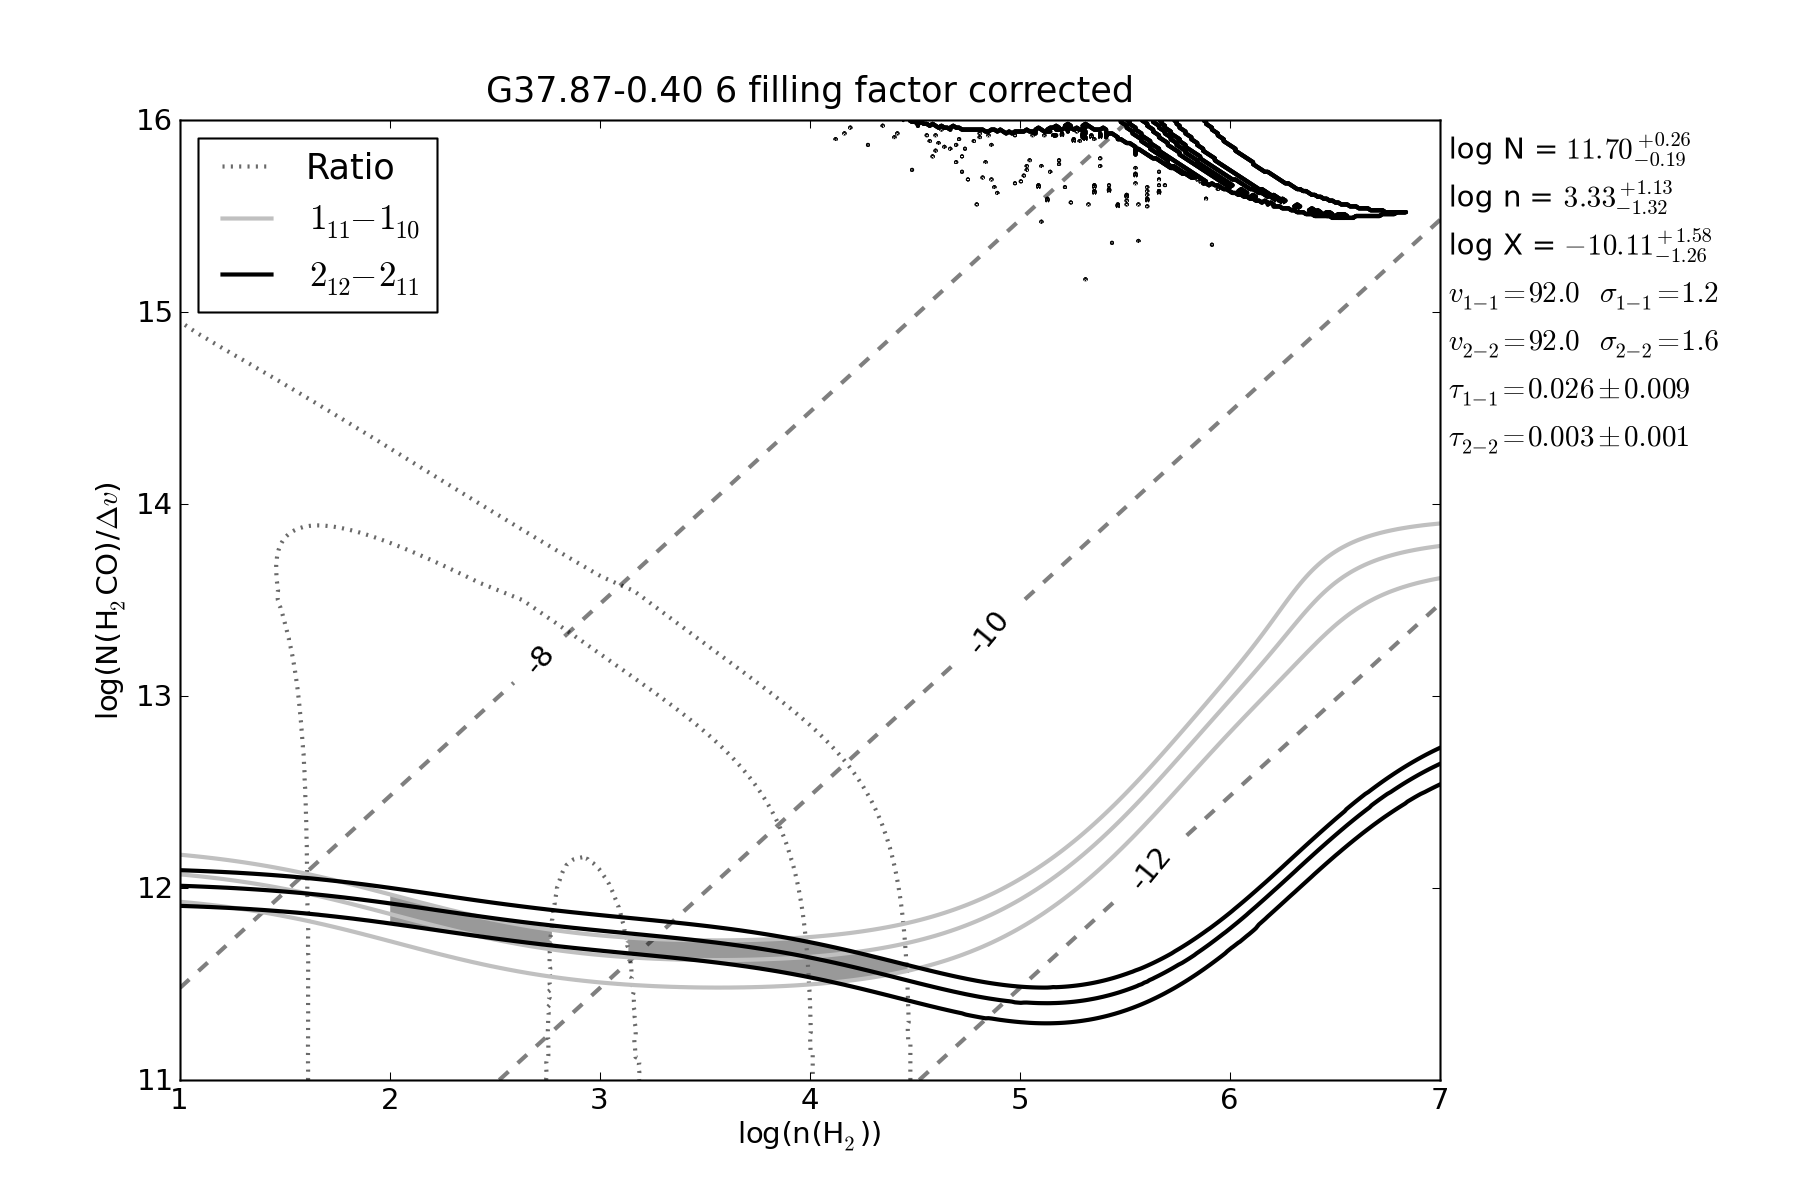 G37.87-0.40 6 filling factor corrected
16
15
14
13
12
11
log(N(H₂CO)/Δv)
Ratio
1₁₁−1₁₀
2₁₂−2₁₁
-8
-10
-12
1 2 3 4 5 6 7
log(n(H₂))
log N = 11.70 +0.26 −0.19
log n = 3.33 +1.13 −1.32
log X = −10.11 +1.58 −1.26
v₁₋₁=92.0 σ₁₋₁=1.2
v₂₋₂=92.0 σ₂₋₂=1.6
τ₁₋₁=0.026±0.009
τ₂₋₂=0.003±0.001